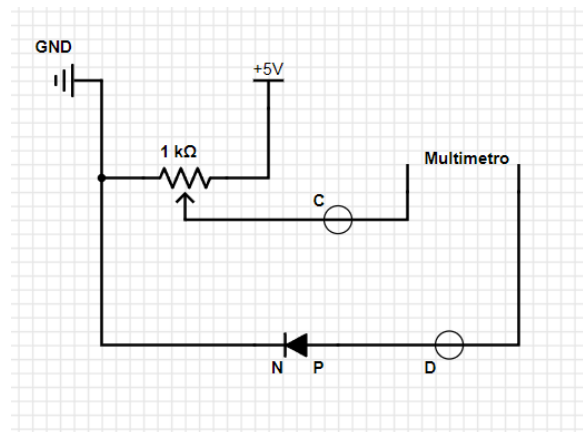 GND
+5V
1 kΩ
Multimetro
C
N P D